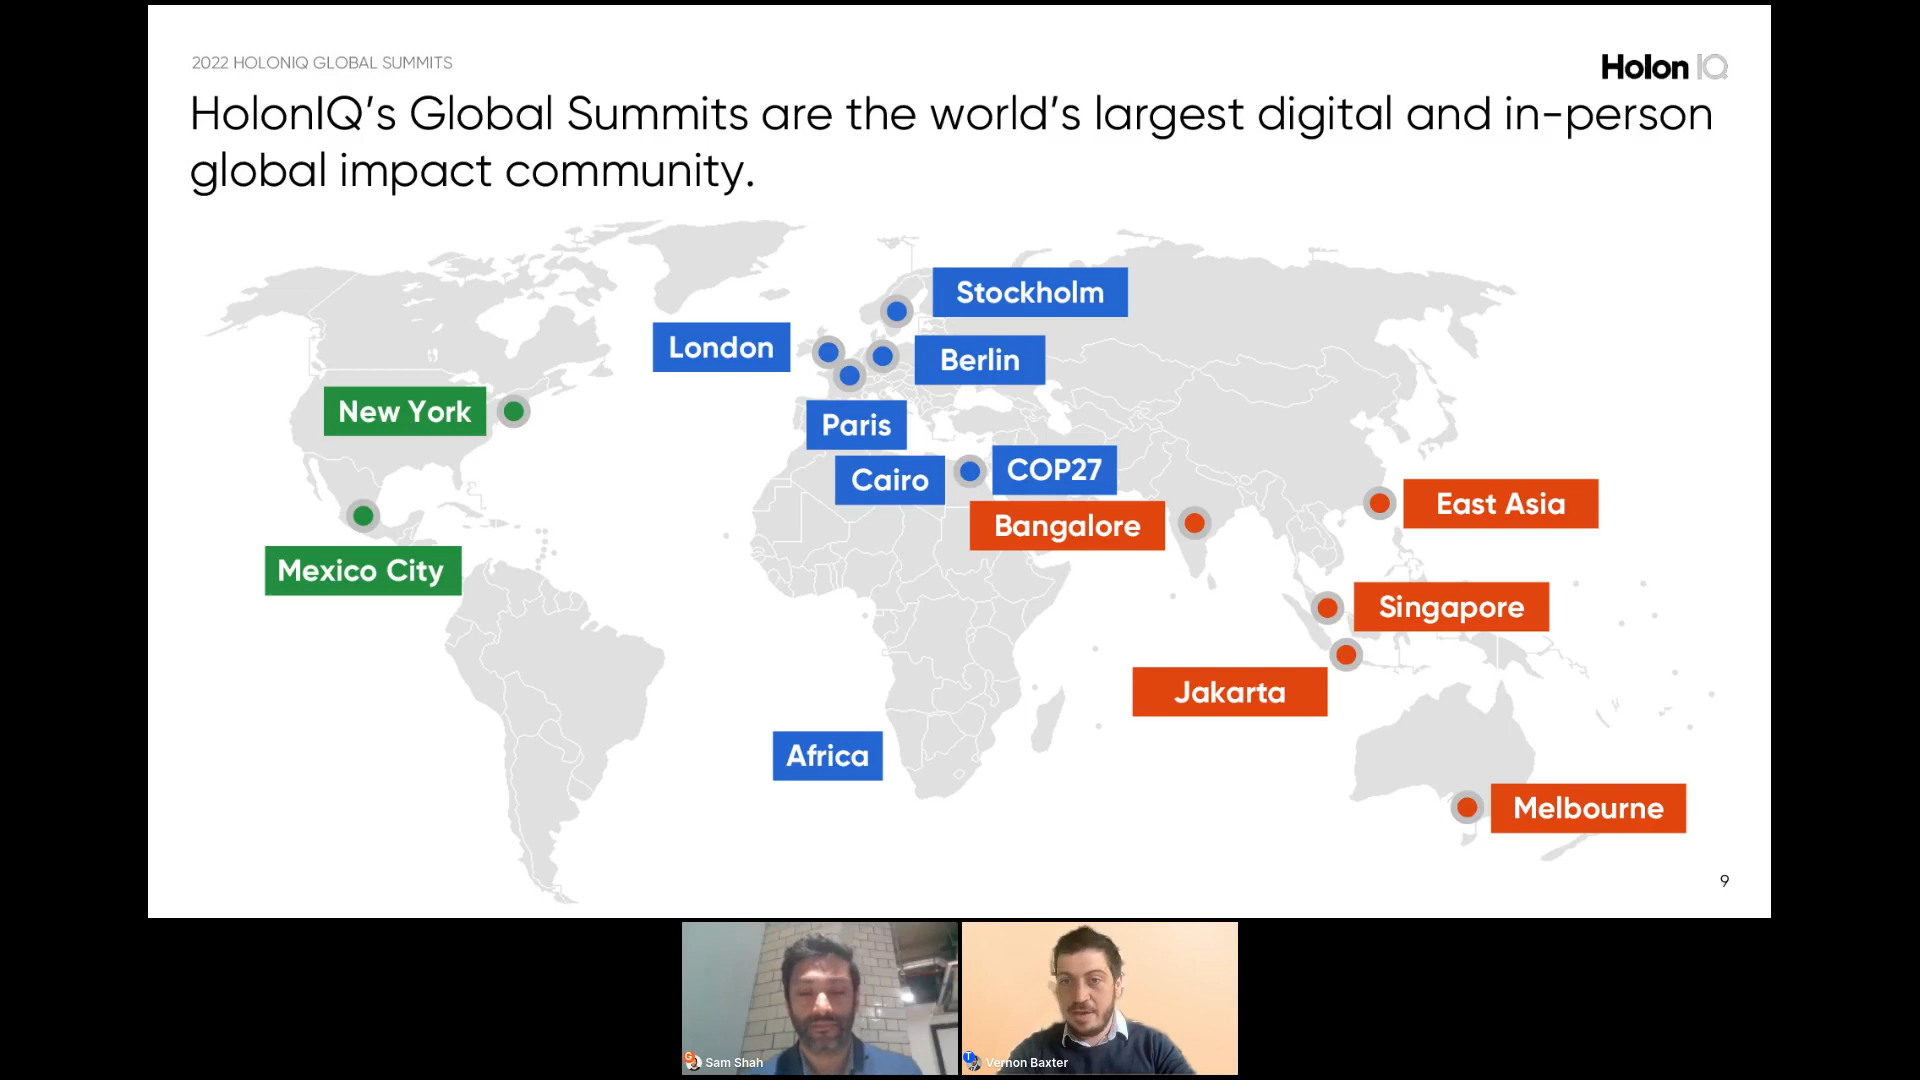 2022 HOLONIQ GLOBAL SUMMITS
Holon IQ
HolonIQ's Global Summits are the world's largest digital and in-person
global impact community.
Stockholm
London
Berlin
New York
Paris
Cairo
COP27
Bangalore
East Asia
Mexico City
Singapore
Jakarta
Africa
Melbourne
9
G
Sam Shah
T
Vernon Baxter